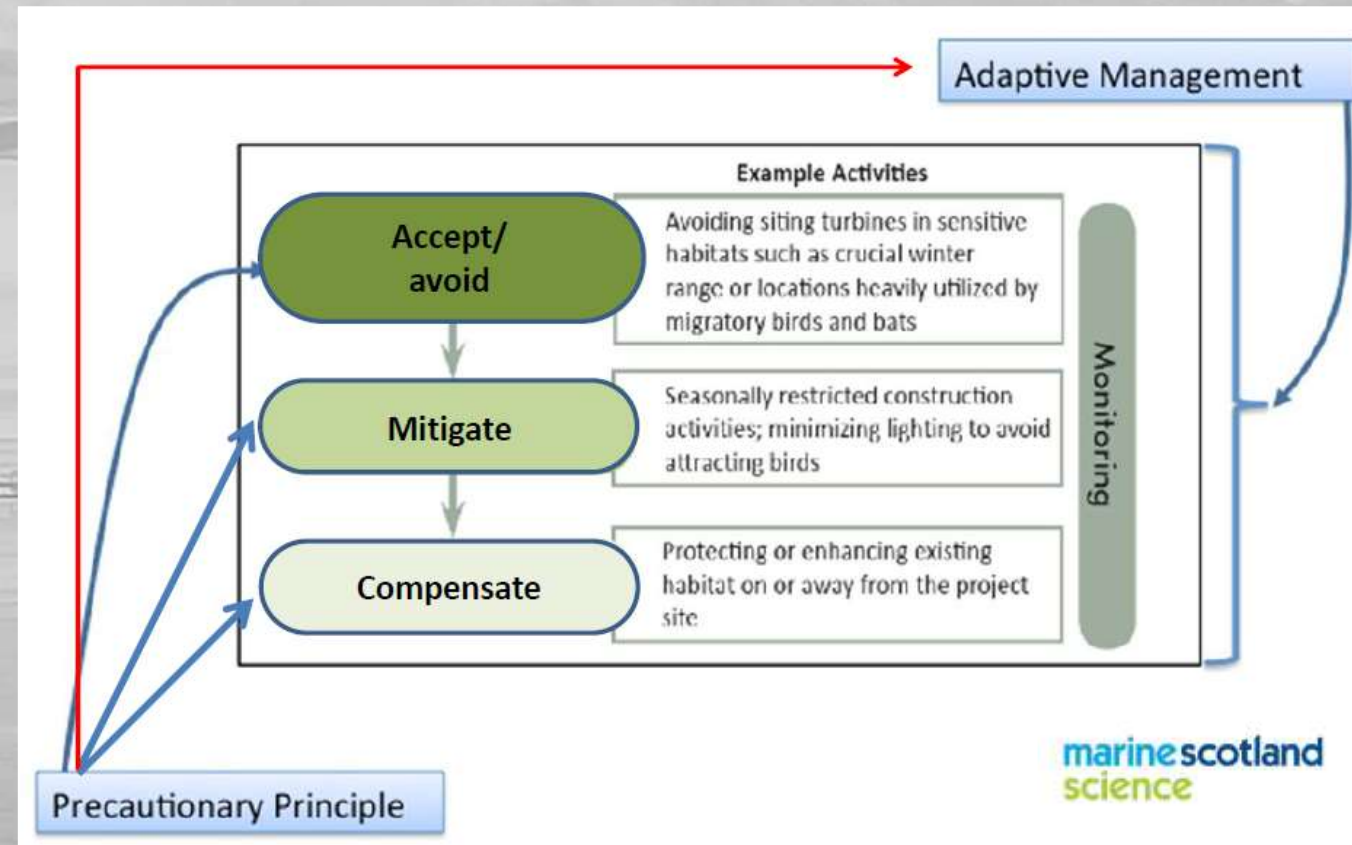 Adaptive Management
Example Activities
Accept/
avoid
Avoiding siting turbines in sensitive
habitats such as crucial winter
range or locations heavily utilized by
migratory birds and bats
Mitigate
Seasonally restricted construction
activities; minimizing lighting to avoid
attracting birds
Compensate
Protecting or enhancing existing
habitat on or away from the project
site
Monitoring
marinescotland
science
Precautionary Principle